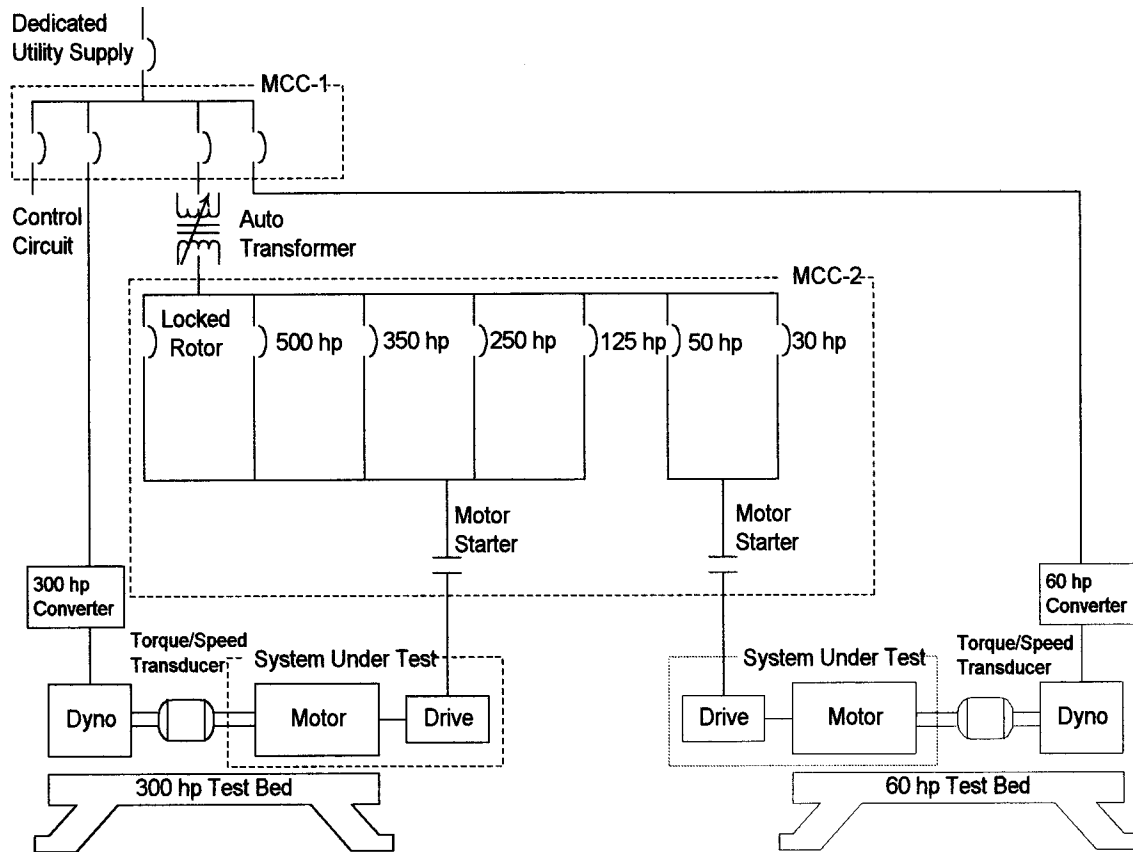 Dedicated
Utility Supply
MCC-1
Control
Circuit
Auto
Transformer
MCC-2
Locked
Rotor
500 hp
350 hp
250 hp
125 hp
50 hp
30 hp
Motor
Starter
Motor
Starter
300 hp
Converter
60 hp
Converter
Torque/Speed
Transducer
System Under Test
System Under Test
Torque/Speed
Transducer
Dyno
Motor
Drive
Drive
Motor
Dyno
300 hp Test Bed
60 hp Test Bed